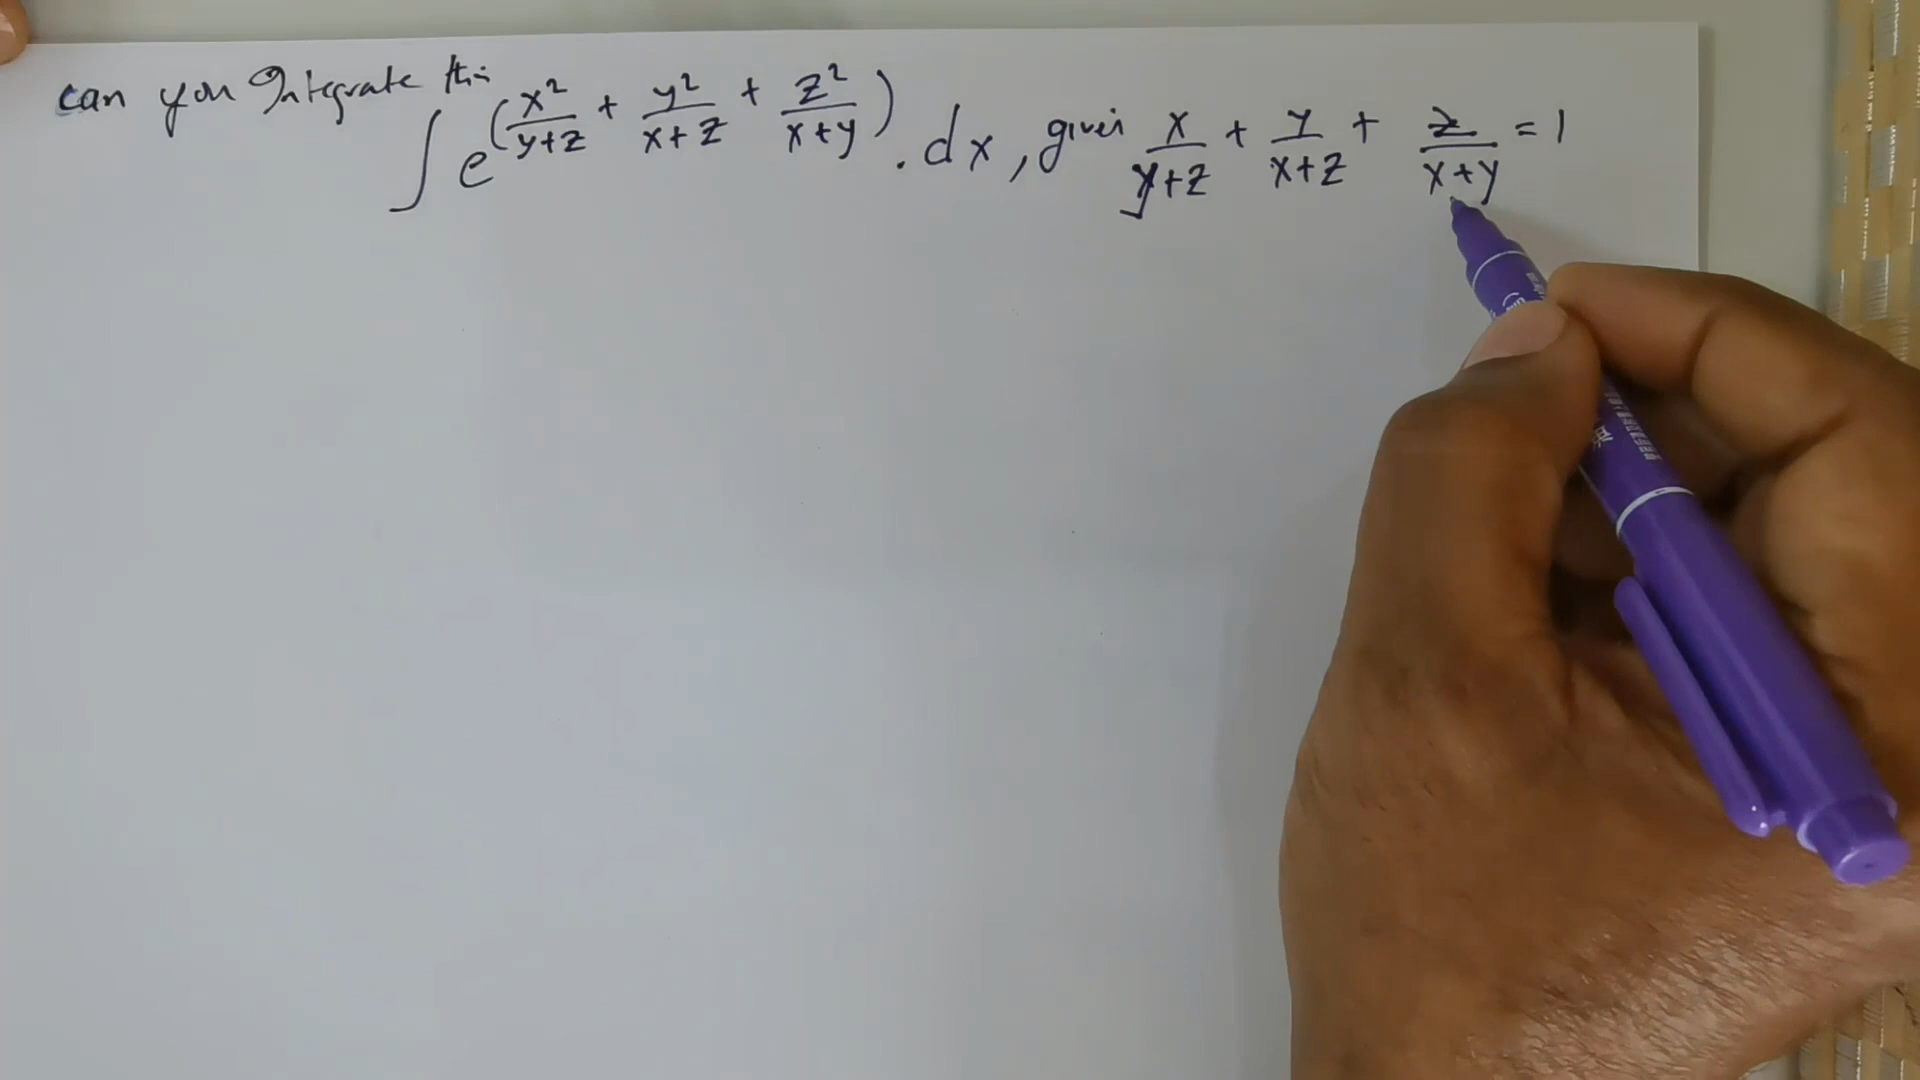 can you Integrate this
∫ e^(x²/(y+z) + y²/(x+z) + z²/(x+y)) . dx , given x/(y+z) + y/(x+z) + z/(x+y) = 1